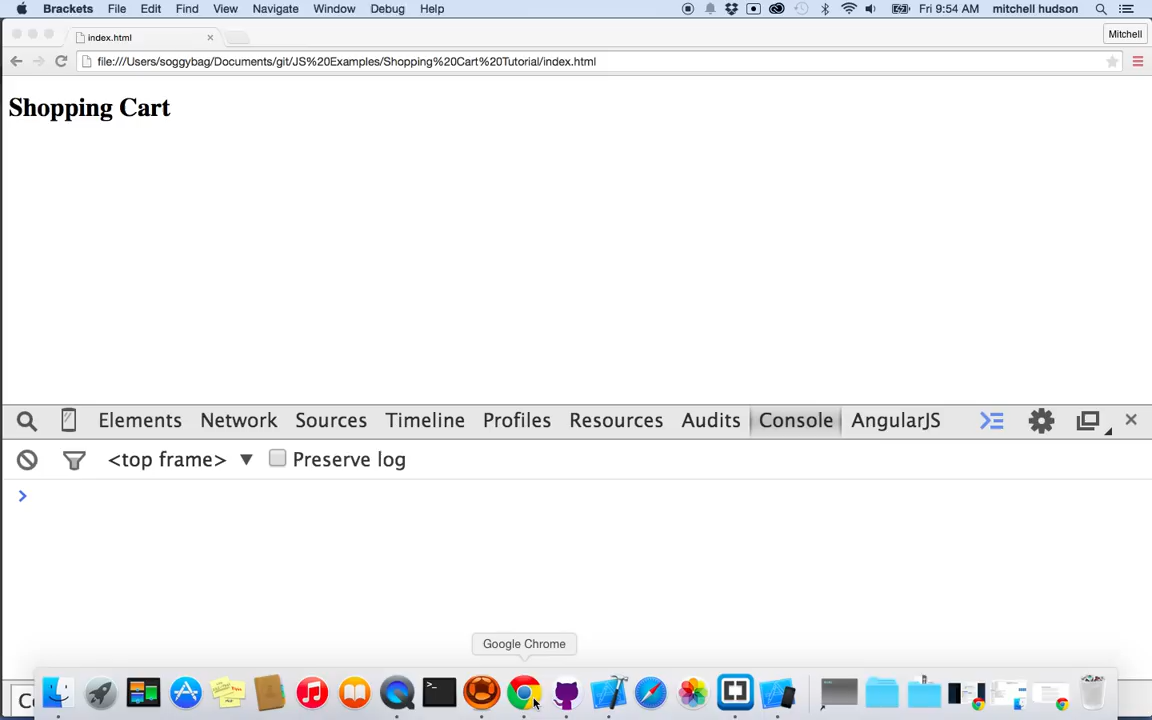 Brackets File Edit View Navigate Window Debug Help Fri 9:54 AM mitchell hudson
index.html Mitchell
file:///Users/soggybag/Documents/git/JS%20Examples/Shopping%20Cart%20Tutorial/index.html
Shopping Cart
Elements Network Sources Timeline Profiles Resources Audits Console AngularJS
<top frame> Preserve log
Google Chrome